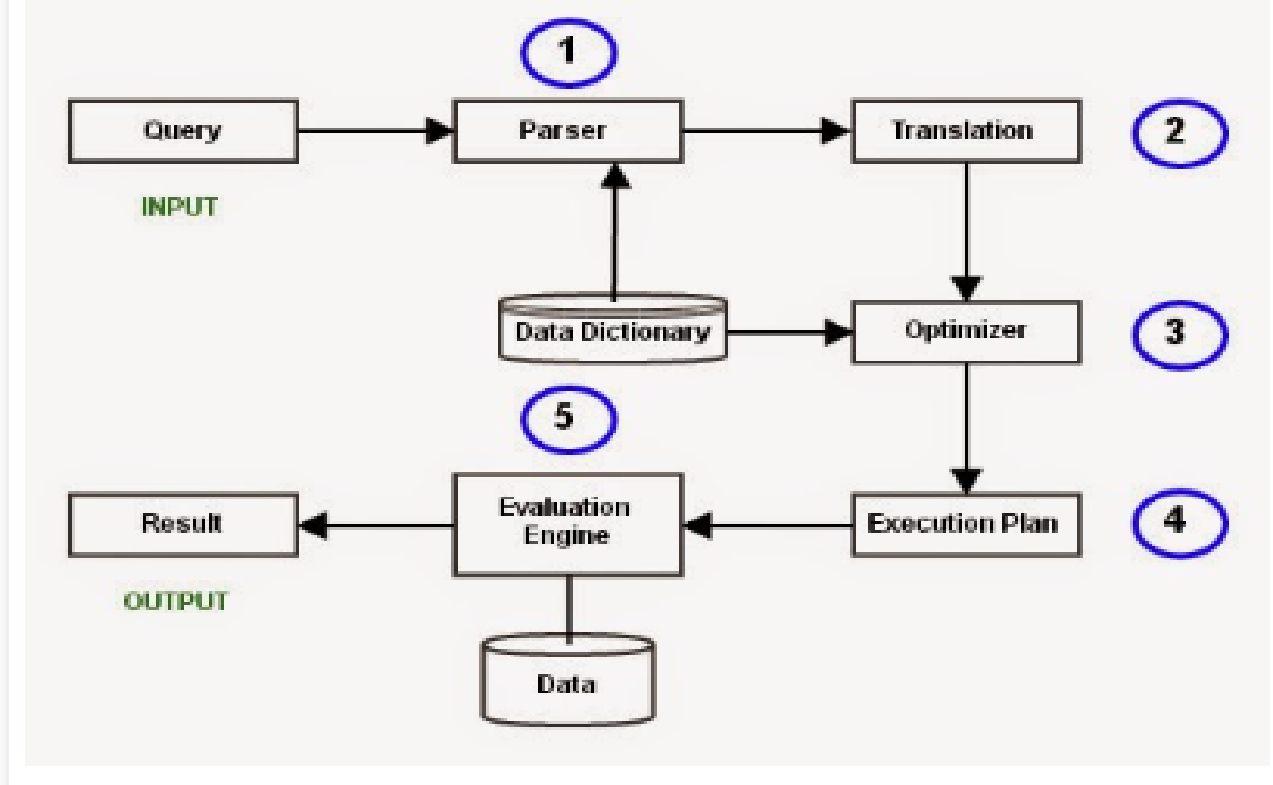 1
Query
Parser
Translation
2
INPUT
Data Dictionary
Optimizer
3
5
Result
Evaluation
Engine
Execution Plan
4
OUTPUT
Data